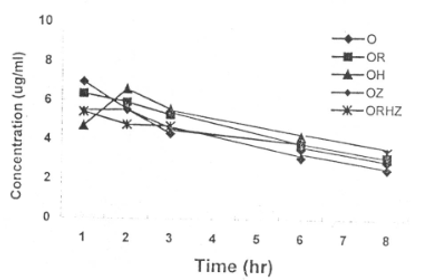 10
8
6
4
2
0
Concentration (ug/ml)
1 2 3 4 5 6 7 8
Time (hr)
O
OR
OH
OZ
ORHZ